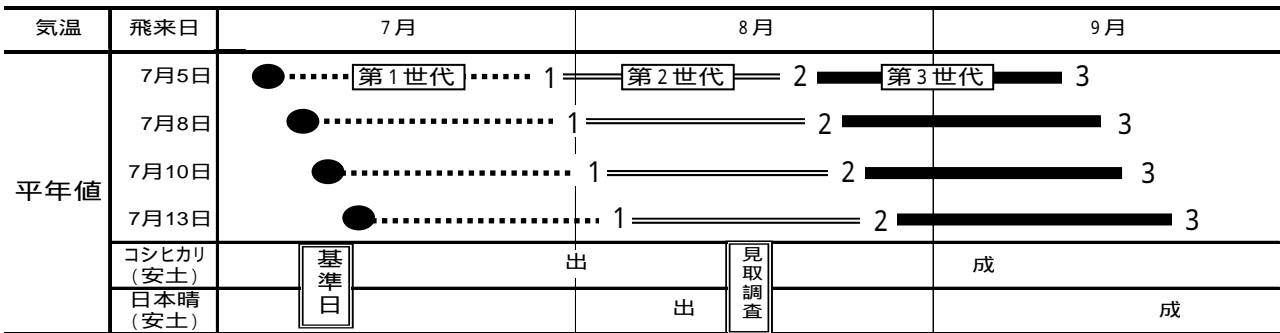 気温 飛来日 7月 8月 9月
7月5日 第1世代 1 第2世代 2 第3世代 3
7月8日 1 2 3
平年値 7月10日 1 2 3
7月13日 1 2 3
コシヒカリ
(安土) 出 成
日本晴
(安土) 出 成
基準日
見取調査